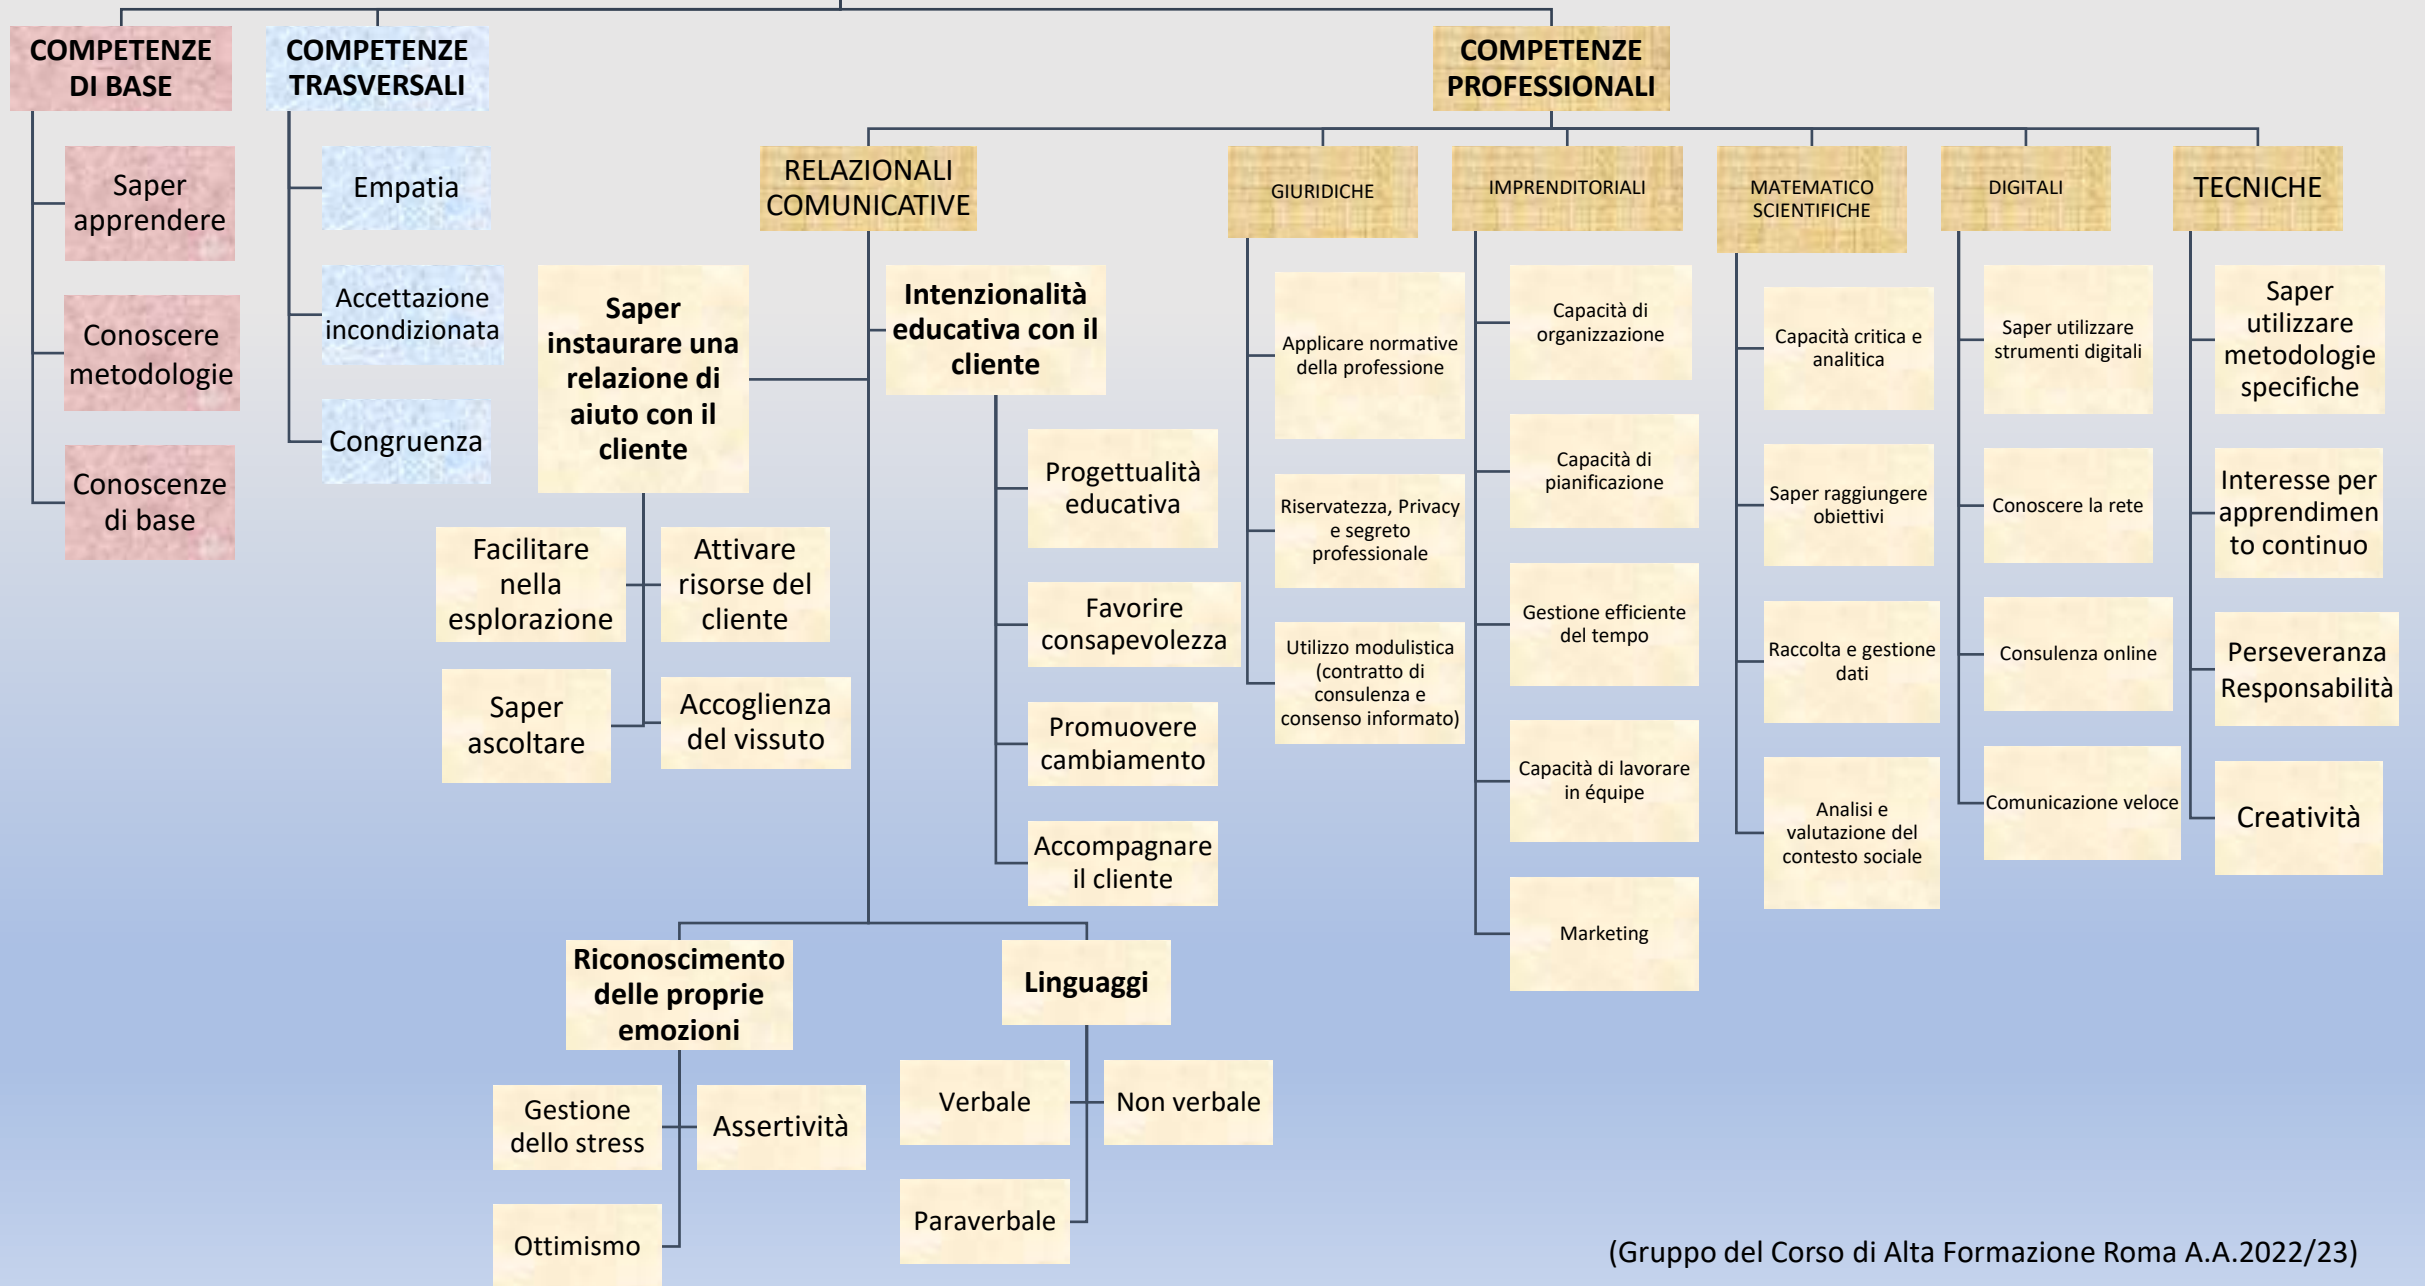 COMPETENZE
DI BASE
Saper
apprendere
Conoscere
metodologie
Conoscenze
di base
COMPETENZE
TRASVERSALI
Empatia
Accettazione
incondizionata
Congruenza
COMPETENZE
PROFESSIONALI
RELAZIONALI
COMUNICATIVE
Saper
instaurare una
relazione di
aiuto con il
cliente
Facilitare
nella
esplorazione
Attivare
risorse del
cliente
Saper
ascoltare
Accoglienza
del vissuto
Intenzionalità
educativa con il
cliente
Progettualità
educativa
Favorire
consapevolezza
Promuovere
cambiamento
Accompagnare
il cliente
Riconoscimento
delle proprie
emozioni
Gestione
dello stress
Assertività
Ottimismo
Linguaggi
Verbale
Non verbale
Paraverbale
GIURIDICHE
Applicare normative
della professione
Riservatezza, Privacy
e segreto
professionale
Utilizzo modulistica
(contratto di
consulenza e
consenso informato)
IMPRENDITORIALI
Capacità di
organizzazione
Capacità di
pianificazione
Gestione efficiente
del tempo
Capacità di lavorare
in équipe
Marketing
MATEMATICO
SCIENTIFICHE
Capacità critica e
analitica
Saper raggiungere
obiettivi
Raccolta e gestione
dati
Analisi e
valutazione del
contesto sociale
DIGITALI
Saper utilizzare
strumenti digitali
Conoscere la rete
Consulenza online
Comunicazione veloce
TECNICHE
Saper
utilizzare
metodologie
specifiche
Interesse per
apprendimen
to continuo
Perseveranza
Responsabilità
Creatività
(Gruppo del Corso di Alta Formazione Roma A.A.2022/23)